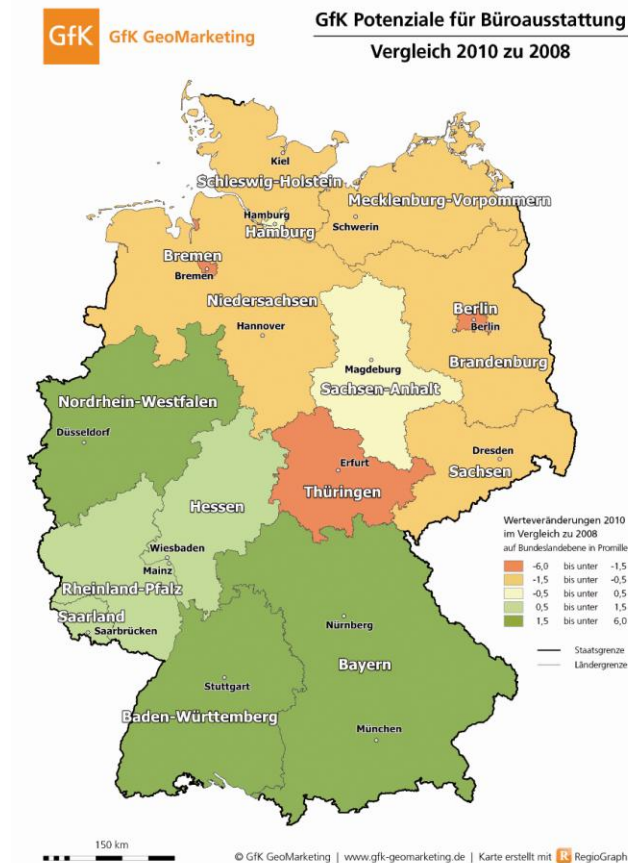 GfK
GfK GeoMarketing
GfK Potenziale für Büroausstattung
Vergleich 2010 zu 2008
Kiel
Schleswig-Holstein
Mecklenburg-Vorpommern
Hamburg
Hamburg
Schwerin
Bremen
Bremen
Niedersachsen
Berlin
Berlin
Hannover
Brandenburg
Magdeburg
Sachsen-Anhalt
Nordrhein-Westfalen
Düsseldorf
Dresden
Sachsen
Erfurt
Thüringen
Hessen
Wiesbaden
Mainz
Rheinland-Pfalz
Saarland
Saarbrücken
Nürnberg
Bayern
Stuttgart
Baden-Württemberg
München
Werteveränderungen 2010
im Vergleich zu 2008
auf Bundeslandebene in Promille
-6,0 bis unter -1,5
-1,5 bis unter -0,5
-0,5 bis unter 0,5
0,5 bis unter 1,5
1,5 bis unter 6,0
Staatsgrenze
Ländergrenze
150 km
© GfK GeoMarketing | www.gfk-geomarketing.de | Karte erstellt mit R RegioGraph